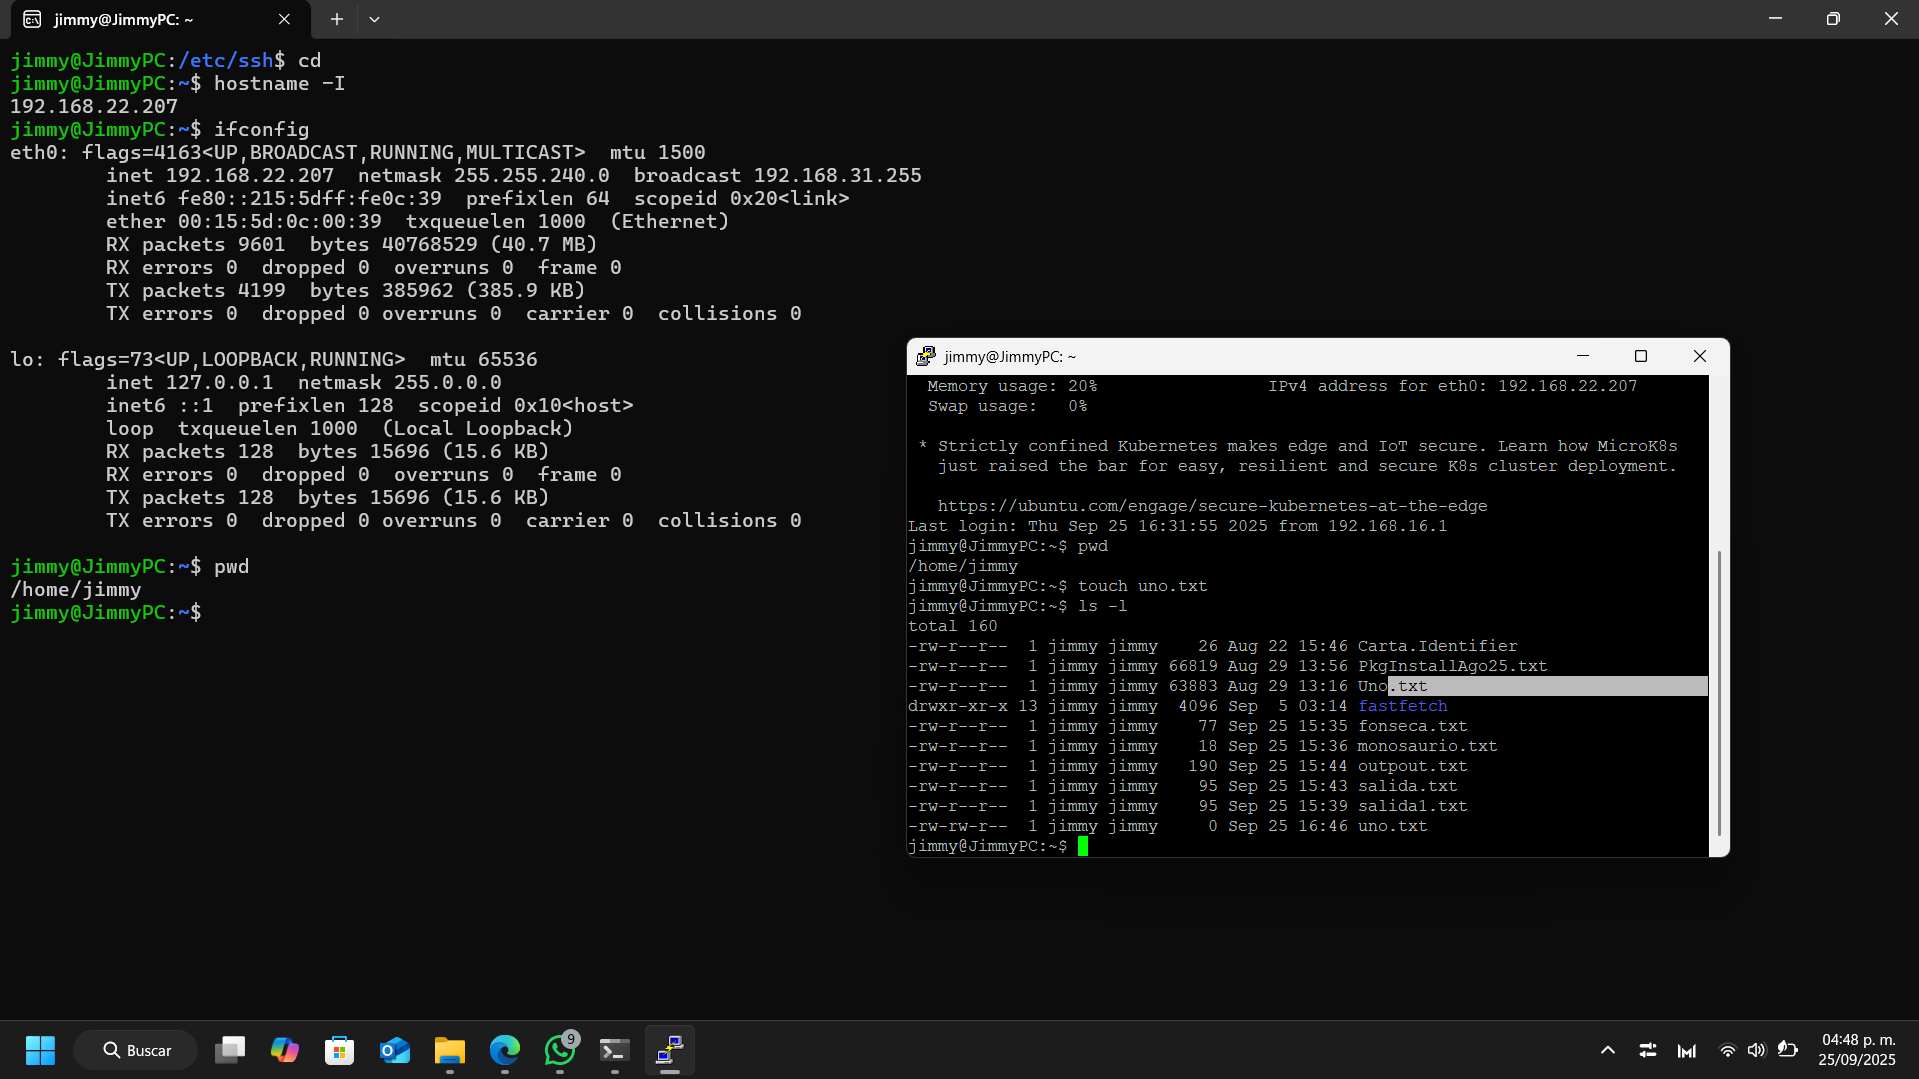 jimmy@JimmyPC: ~
jimmy@JimmyPC:/etc/ssh$ cd
jimmy@JimmyPC:~$ hostname -I
192.168.22.207
jimmy@JimmyPC:~$ ifconfig
eth0: flags=4163<UP,BROADCAST,RUNNING,MULTICAST>  mtu 1500
        inet 192.168.22.207  netmask 255.255.240.0  broadcast 192.168.31.255
        inet6 fe80::215:5dff:fe0c:39  prefixlen 64  scopeid 0x20<link>
        ether 00:15:5d:0c:00:39  txqueuelen 1000  (Ethernet)
        RX packets 9601  bytes 40768529 (40.7 MB)
        RX errors 0  dropped 0  overruns 0  frame 0
        TX packets 4199  bytes 385962 (385.9 KB)
        TX errors 0  dropped 0 overruns 0  carrier 0  collisions 0
lo: flags=73<UP,LOOPBACK,RUNNING>  mtu 65536
        inet 127.0.0.1  netmask 255.0.0.0
        inet6 ::1  prefixlen 128  scopeid 0x10<host>
        loop  txqueuelen 1000  (Local Loopback)
        RX packets 128  bytes 15696 (15.6 KB)
        RX errors 0  dropped 0  overruns 0  frame 0
        TX packets 128  bytes 15696 (15.6 KB)
        TX errors 0  dropped 0 overruns 0  carrier 0  collisions 0
jimmy@JimmyPC:~$ pwd
/home/jimmy
jimmy@JimmyPC:~$
jimmy@JimmyPC: ~
  Memory usage: 20%                 IPv4 address for eth0: 192.168.22.207
  Swap usage:   0%
 * Strictly confined Kubernetes makes edge and IoT secure. Learn how MicroK8s
   just raised the bar for easy, resilient and secure K8s cluster deployment.
   https://ubuntu.com/engage/secure-kubernetes-at-the-edge
Last login: Thu Sep 25 16:31:55 2025 from 192.168.16.1
jimmy@JimmyPC:~$ pwd
/home/jimmy
jimmy@JimmyPC:~$ touch uno.txt
jimmy@JimmyPC:~$ ls -l
total 160
-rw-r--r--  1 jimmy jimmy    26 Aug 22 15:46 Carta.Identifier
-rw-r--r--  1 jimmy jimmy 66819 Aug 29 13:56 PkgInstallAgo25.txt
-rw-r--r--  1 jimmy jimmy 63883 Aug 29 13:16 Uno.txt
drwxr-xr-x 13 jimmy jimmy  4096 Sep  5 03:14 fastfetch
-rw-r--r--  1 jimmy jimmy    77 Sep 25 15:35 fonseca.txt
-rw-r--r--  1 jimmy jimmy    18 Sep 25 15:36 monosaurio.txt
-rw-r--r--  1 jimmy jimmy   190 Sep 25 15:44 outpout.txt
-rw-r--r--  1 jimmy jimmy    95 Sep 25 15:43 salida.txt
-rw-r--r--  1 jimmy jimmy    95 Sep 25 15:39 salida1.txt
-rw-rw-r--  1 jimmy jimmy     0 Sep 25 16:46 uno.txt
jimmy@JimmyPC:~$
Buscar
9
04:48 p. m.
25/09/2025